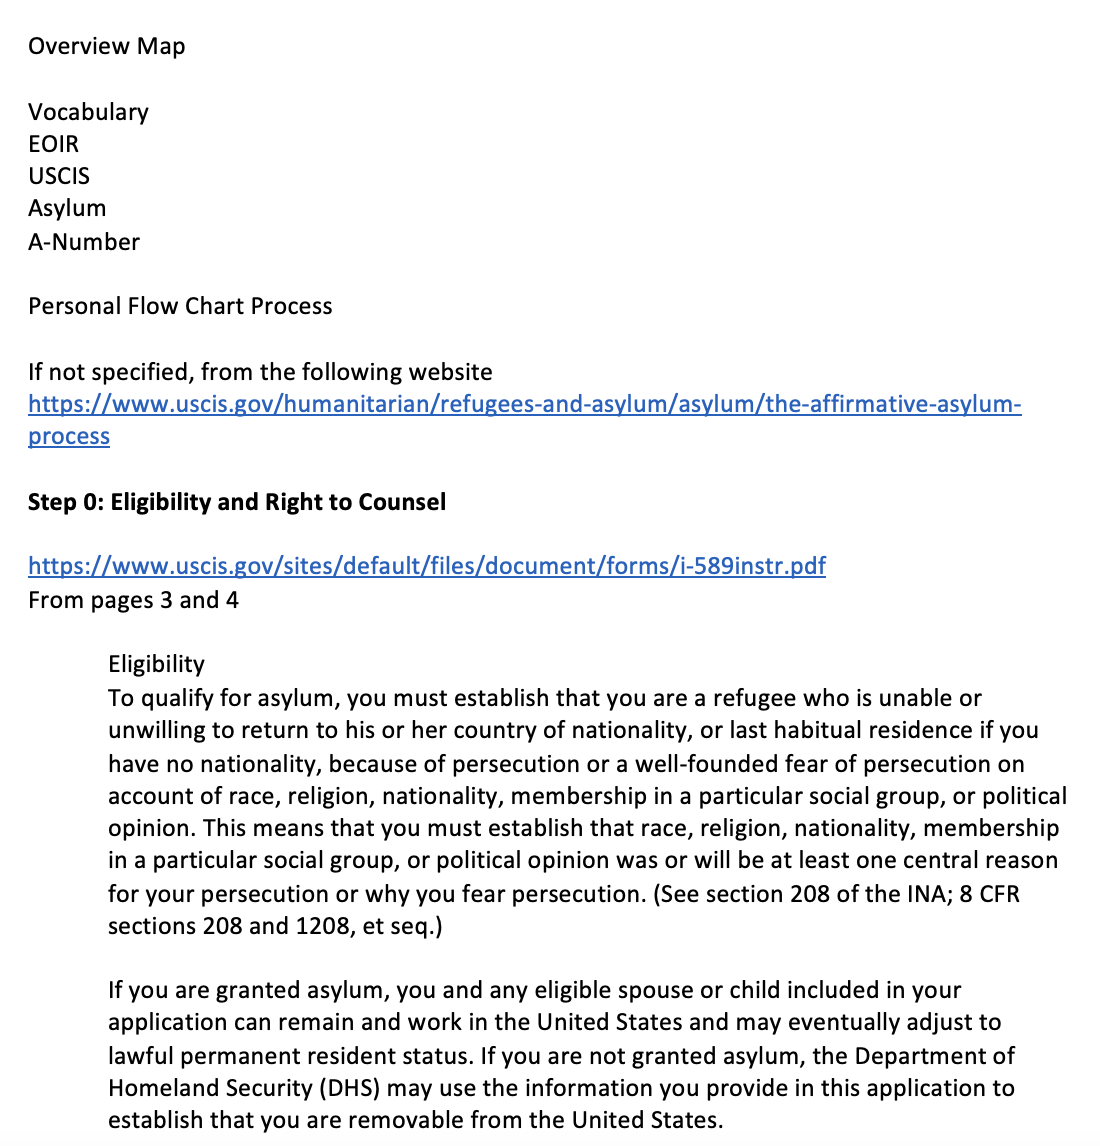 Overview Map
Vocabulary
EOIR
USCIS
Asylum
A-Number
Personal Flow Chart Process
If not specified, from the following website
https://www.uscis.gov/humanitarian/refugees-and-asylum/asylum/the-affirmative-asylum-
process
Step 0: Eligibility and Right to Counsel
https://www.uscis.gov/sites/default/files/document/forms/i-589instr.pdf
From pages 3 and 4
Eligibility
To qualify for asylum, you must establish that you are a refugee who is unable or
unwilling to return to his or her country of nationality, or last habitual residence if you
have no nationality, because of persecution or a well-founded fear of persecution on
account of race, religion, nationality, membership in a particular social group, or political
opinion. This means that you must establish that race, religion, nationality, membership
in a particular social group, or political opinion was or will be at least one central reason
for your persecution or why you fear persecution. (See section 208 of the INA; 8 CFR
sections 208 and 1208, et seq.)
If you are granted asylum, you and any eligible spouse or child included in your
application can remain and work in the United States and may eventually adjust to
lawful permanent resident status. If you are not granted asylum, the Department of
Homeland Security (DHS) may use the information you provide in this application to
establish that you are removable from the United States.